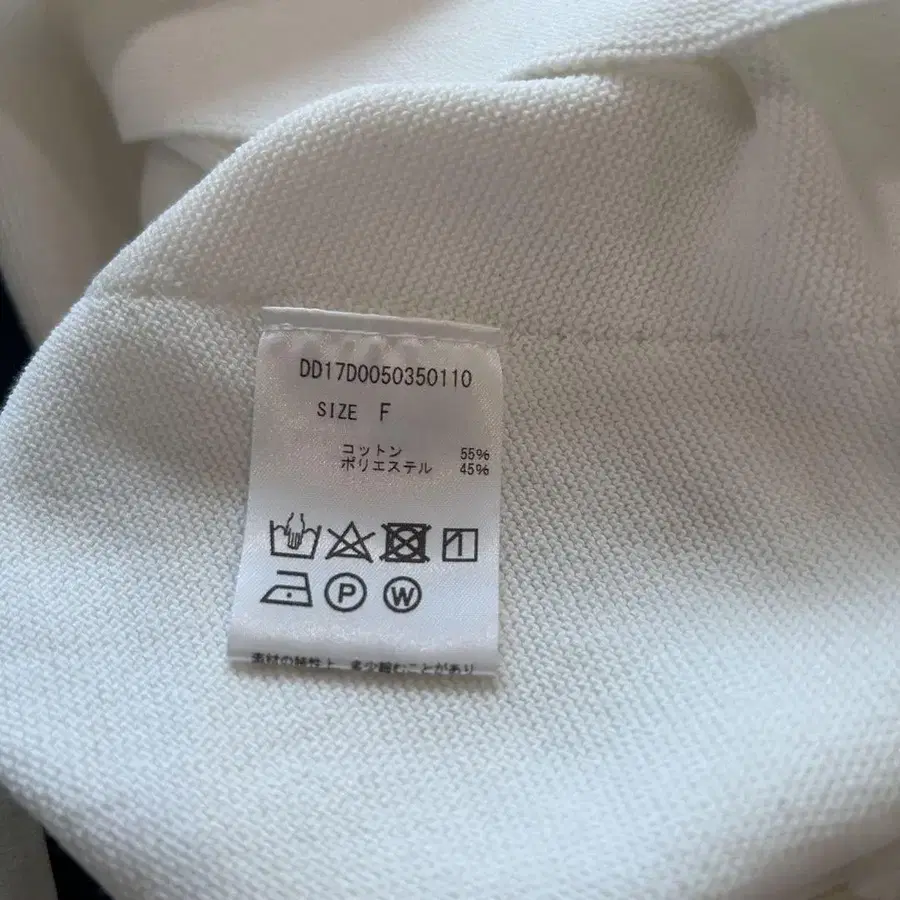 DD17D0050350110
SIZE F
コットン 55%
ポリエステル 45%
P W
素材の特性上、多少縮むことがあり